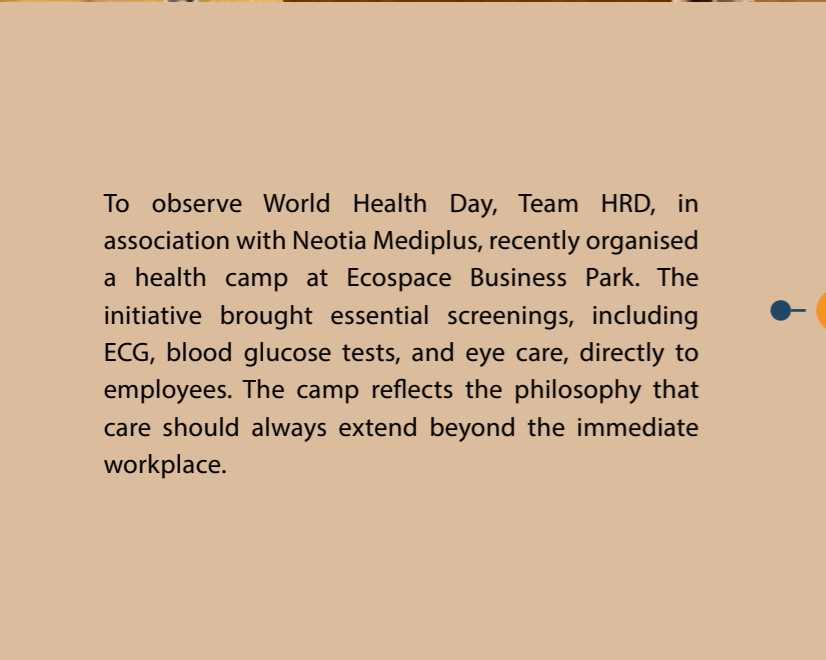 To observe World Health Day, Team HRD, in
association with Neotia Mediplus, recently organised
a health camp at Ecospace Business Park. The
initiative brought essential screenings, including
ECG, blood glucose tests, and eye care, directly to
employees. The camp reflects the philosophy that
care should always extend beyond the immediate
workplace.